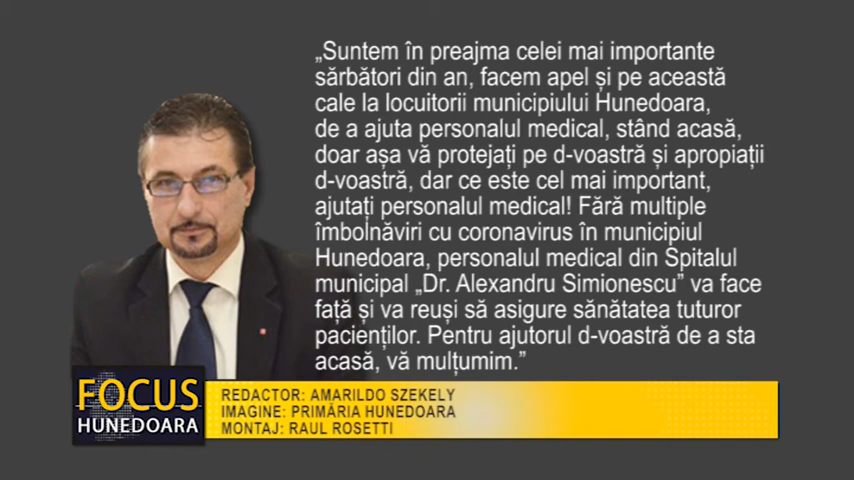 „Suntem în preajma celei mai importante
sărbători din an, facem apel și pe această
cale la locuitorii municipiului Hunedoara,
de a ajuta personalul medical, stând acasă,
doar așa vă protejați pe d-voastră și apropiații
d-voastră, dar ce este cel mai important,
ajutați personalul medical! Fără multiple
îmbolnăviri cu coronavirus în municipiul
Hunedoara, personalul medical din Spitalul
municipal „Dr. Alexandru Simionescu” va face
față și va reuși să asigure sănătatea tuturor
pacienților. Pentru ajutorul d-voastră de a sta
acasă, vă mulțumim.”
FOCUS
HUNEDOARA
REDACTOR: AMARILDO SZEKELY
IMAGINE: PRIMĂRIA HUNEDOARA
MONTAJ: RAUL ROSETTI